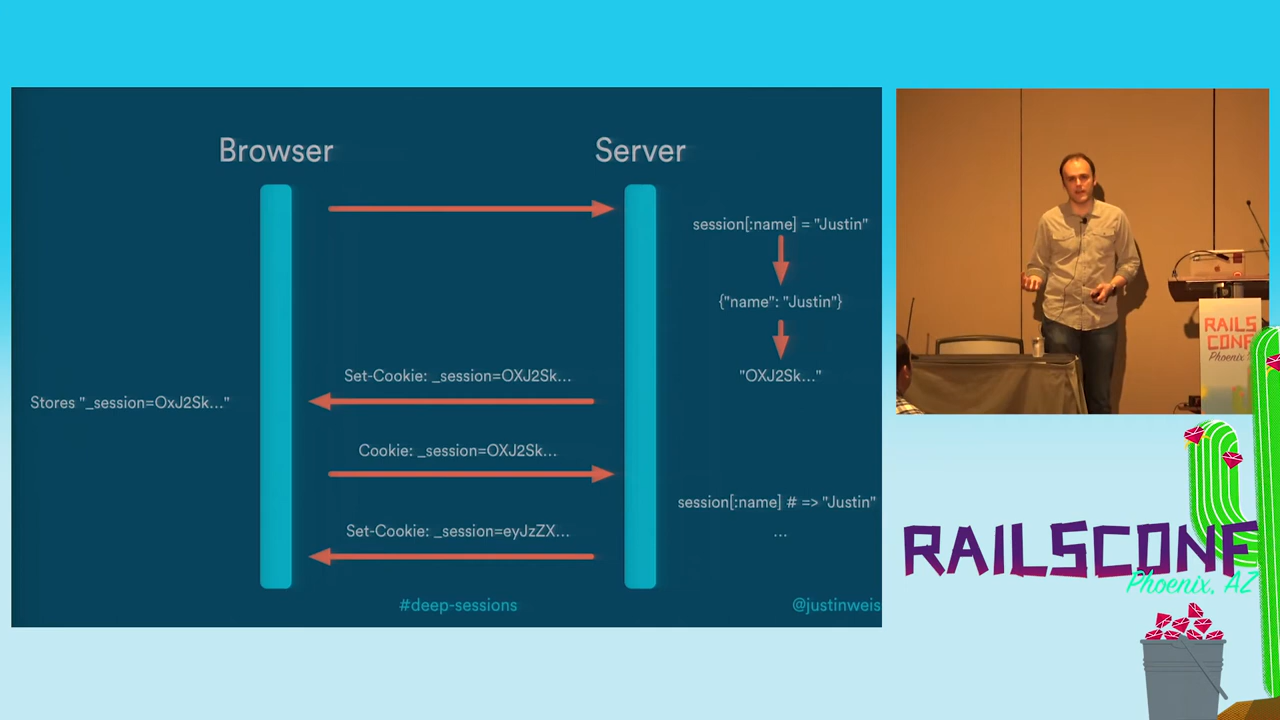 Browser
Server
session[:name] = "Justin"
{"name": "Justin"}
"OXJ2Sk..."
Set-Cookie: _session=OXJ2Sk...
Stores "_session=OxJ2Sk..."
Cookie: _session=OXJ2Sk...
session[:name] # => "Justin"
...
Set-Cookie: _session=eyJzZX...
#deep-sessions
@justinweis
RAILS
CONF
Phoenix
RAILSCONF
Phoenix, AZ